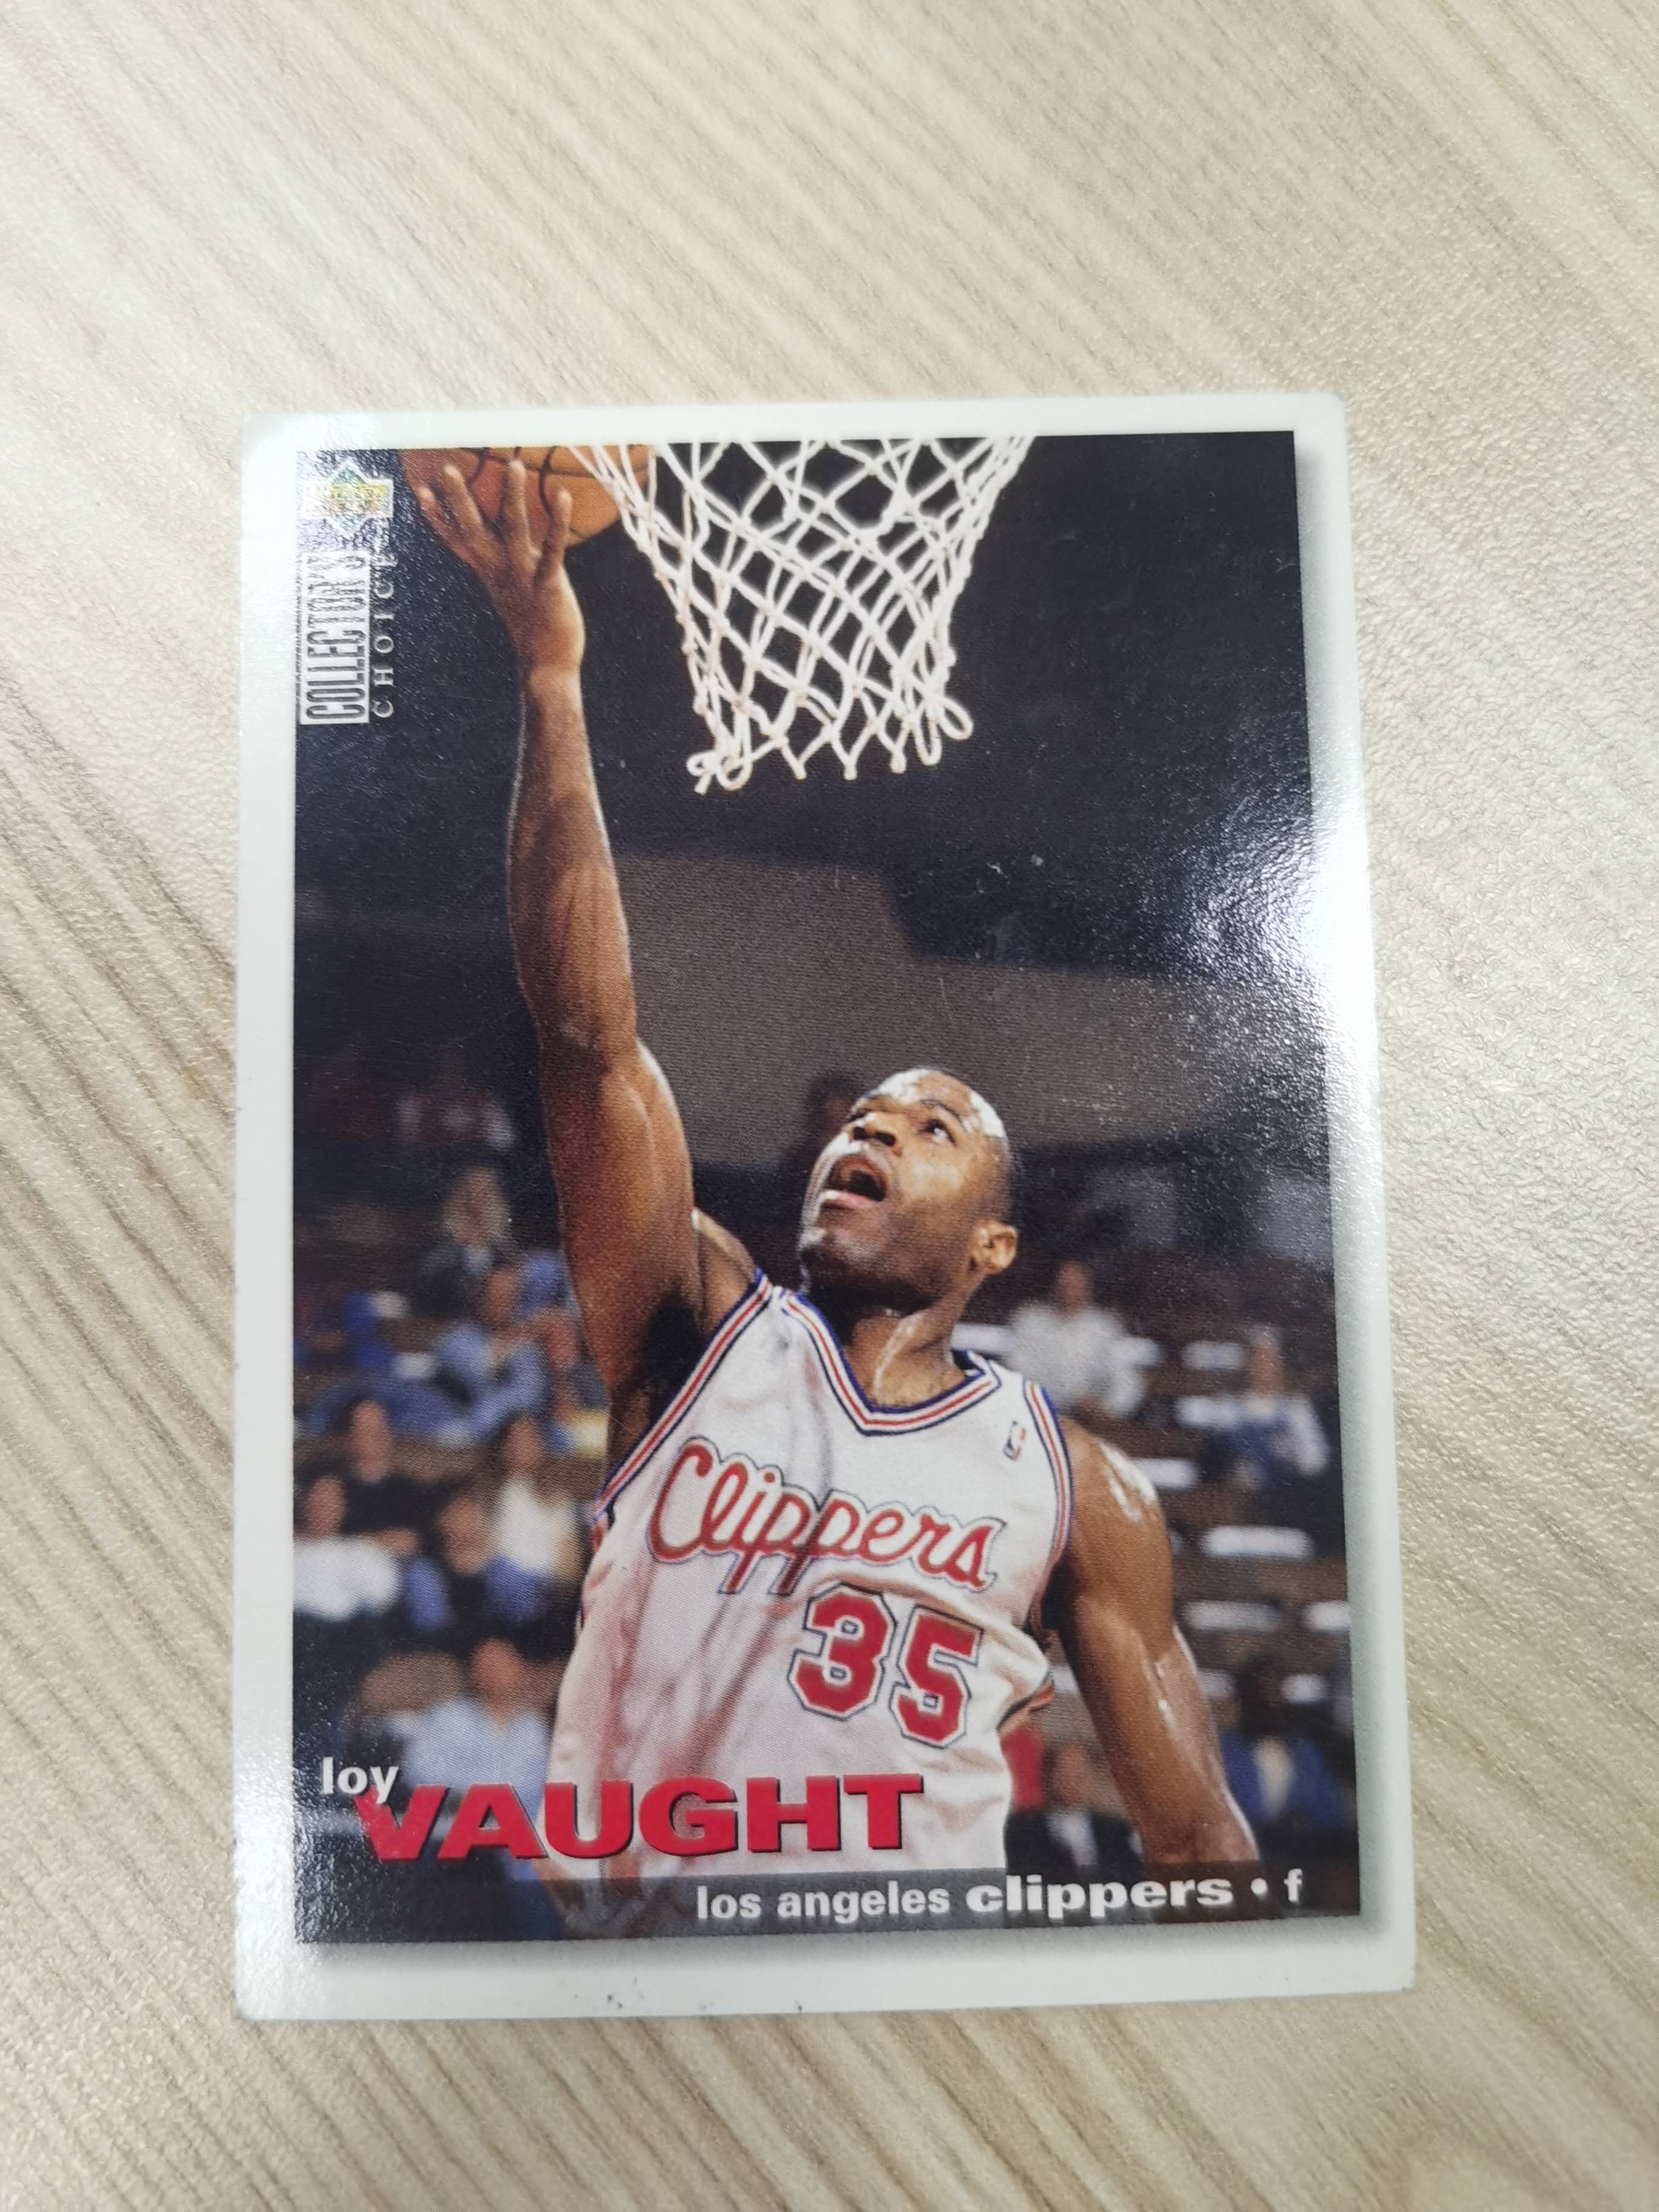 COLLECTOR'S
CHOICE
Clippers
35
loy
VAUGHT
los angeles clippers • f